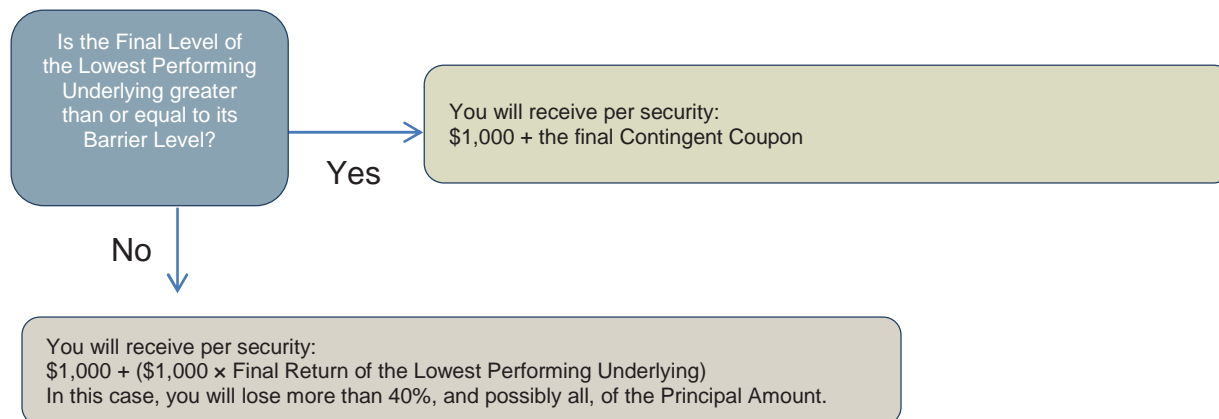 Is the Final Level of
the Lowest Performing
Underlying greater
than or equal to its
Barrier Level?
You will receive per security:
$1,000 + the final Contingent Coupon
Yes
No
You will receive per security:
$1,000 + ($1,000 × Final Return of the Lowest Performing Underlying)
In this case, you will lose more than 40%, and possibly all, of the Principal Amount.